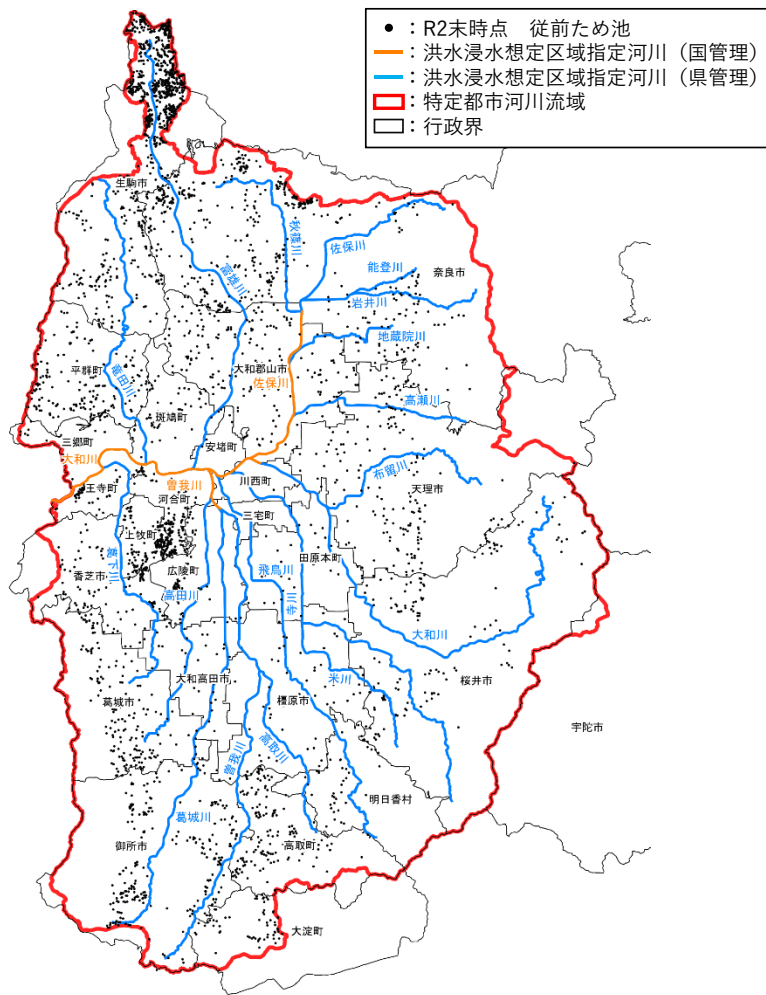 ● ：R2末時点　従前ため池
：洪水浸水想定区域指定河川（国管理）
：洪水浸水想定区域指定河川（県管理）
：特定都市河川流域
：行政界
生駒市
秋篠川
佐保川
能登川
奈良市
富雄川
岩井川
地蔵院川
平群町
竜田川
大和郡山市
佐保川
高瀬川
斑鳩町
三郷町
安堵町
大和川
曽我川
川西町
布留川
王寺町
河合町
天理市
三宅町
上牧町
田原本町
葛下川
広陵町
飛鳥川
寺川
香芝市
高田川
大和川
大和高田市
米川
桜井市
葛城市
橿原市
宇陀市
曽我川
高取川
明日香村
葛城川
御所市
高取町
大淀町